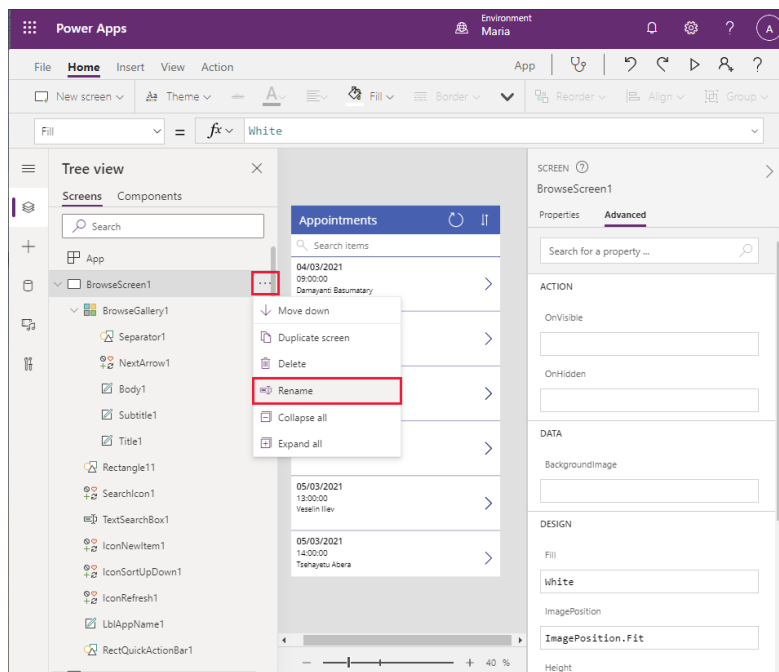 Power Apps
Environment
Maria
A
File Home Insert View Action App
New screen Aa Theme A Fill Border Reorder Align Group
Fill = fx White
Tree view
Screens Components
Search
App
BrowseScreen1
BrowseGallery1
Separator1
NextArrow1
Body1
Subtitle1
Title1
Rectangle11
SearchIcon1
TextSearchBox1
IconNewItem1
IconSortUpDown1
IconRefresh1
LblAppName1
RectQuickActionBar1
Move down
Duplicate screen
Delete
Rename
Collapse all
Expand all
Appointments
Search items
04/03/2021
09:00:00
Damayanti Basumatary
05/03/2021
13:00:00
Veselin Iliev
05/03/2021
14:00:00
Tsehayetu Abera
40 %
SCREEN
BrowseScreen1
Properties Advanced
Search for a property ...
ACTION
OnVisible
OnHidden
DATA
BackgroundImage
DESIGN
Fill
White
ImagePosition
ImagePosition.Fit
Height